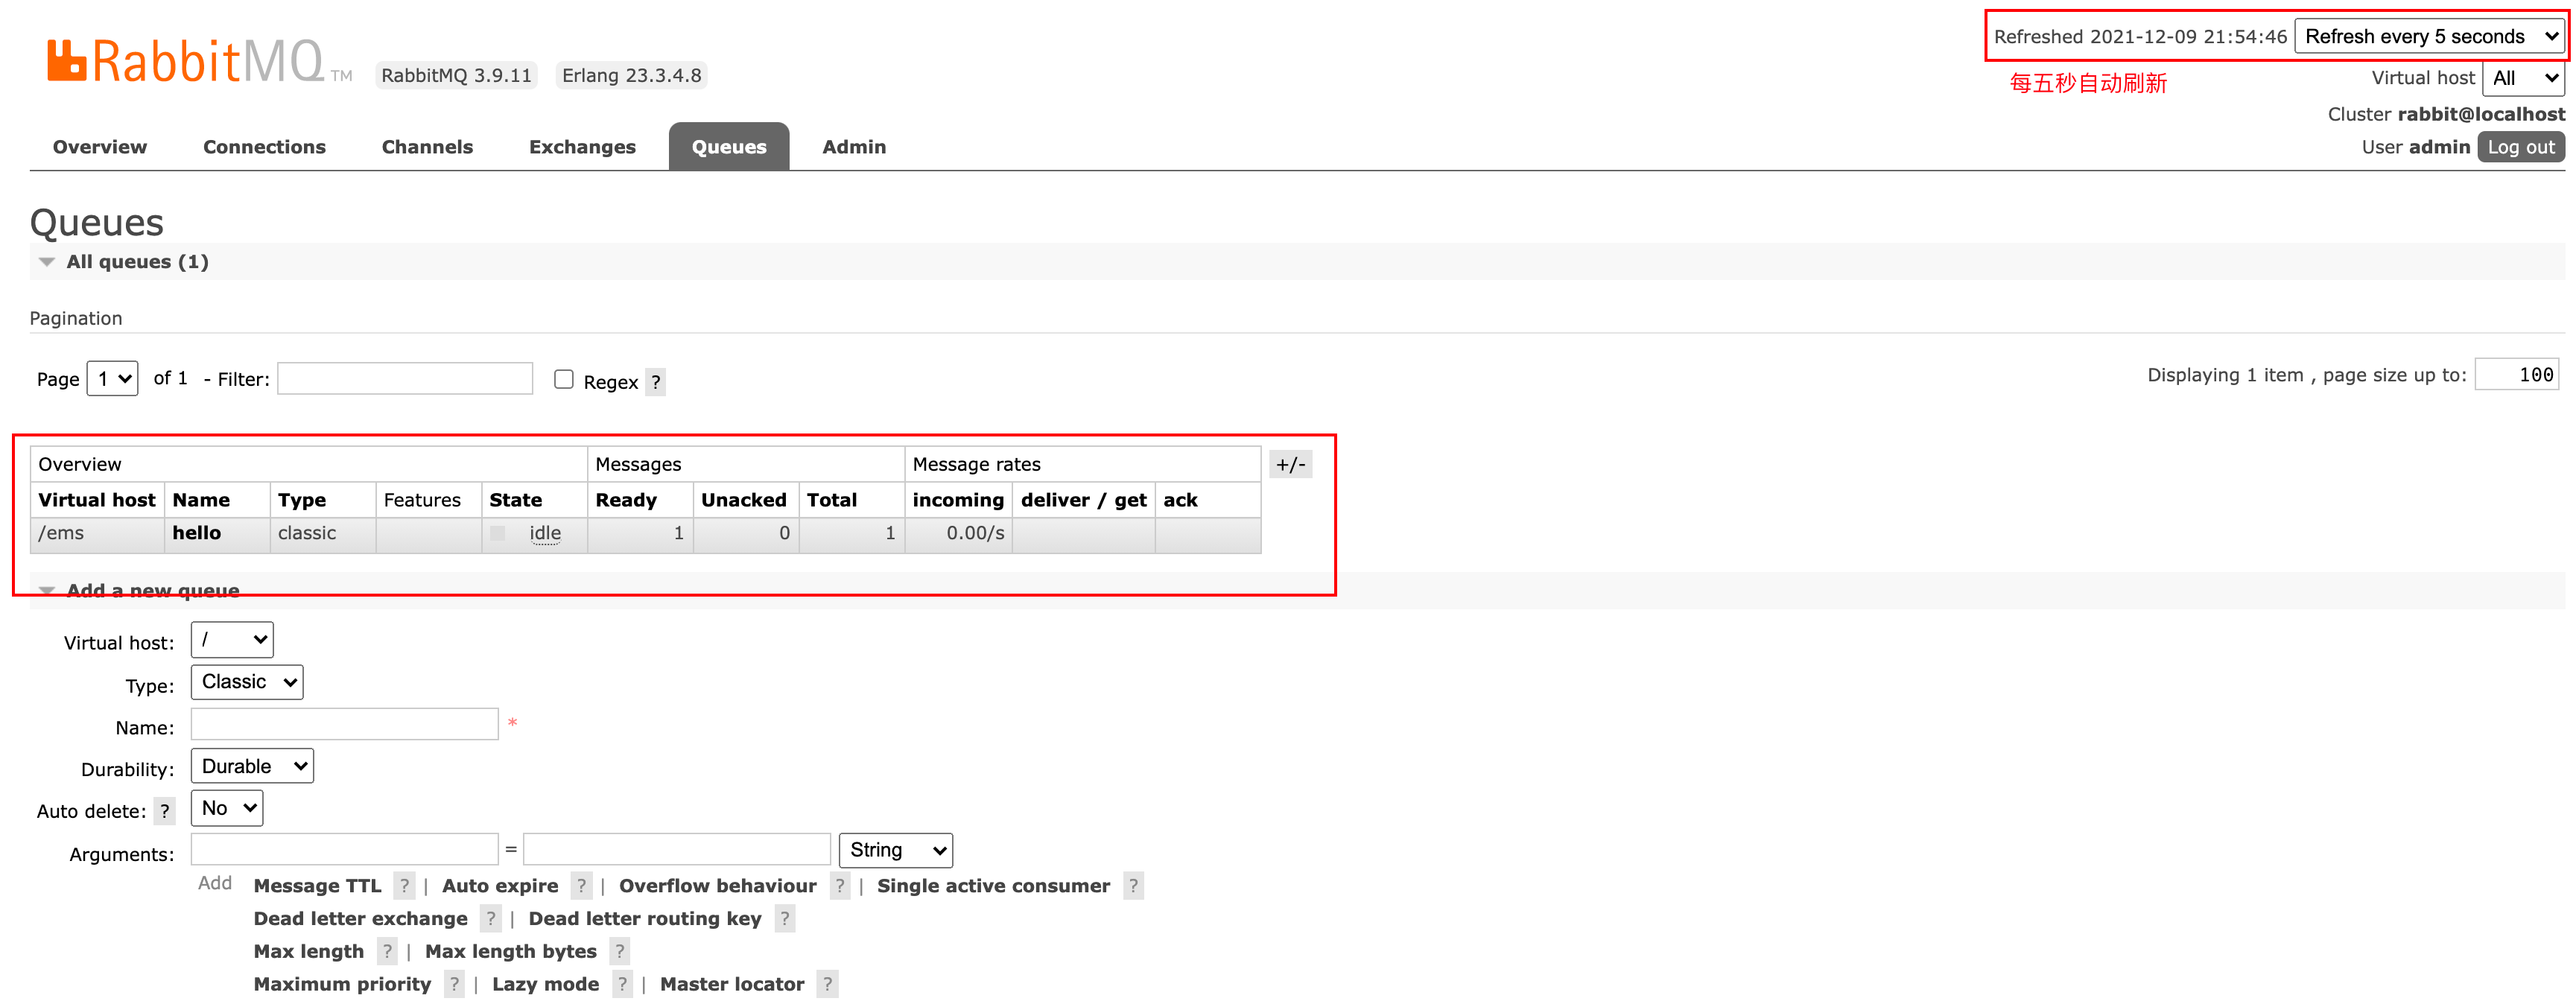 RabbitMQ TM RabbitMQ 3.9.11 Erlang 23.3.4.8
Refreshed 2021-12-09 21:54:46 Refresh every 5 seconds
每五秒自动刷新
Virtual host All
Cluster rabbit@localhost
User admin Log out
Overview Connections Channels Exchanges Queues Admin
Queues
All queues (1)
Pagination
Page 1 of 1 - Filter: Regex ? Displaying 1 item , page size up to: 100
Overview Messages Message rates +/-
Virtual host Name Type Features State Ready Unacked Total incoming deliver / get ack
/ems hello classic idle 1 0 1 0.00/s
Add a new queue
Virtual host: /
Type: Classic
Name: *
Durability: Durable
Auto delete: ? No
Arguments: = String
Add Message TTL ? | Auto expire ? | Overflow behaviour ? | Single active consumer ?
Dead letter exchange ? | Dead letter routing key ?
Max length ? | Max length bytes ?
Maximum priority ? | Lazy mode ? | Master locator ?